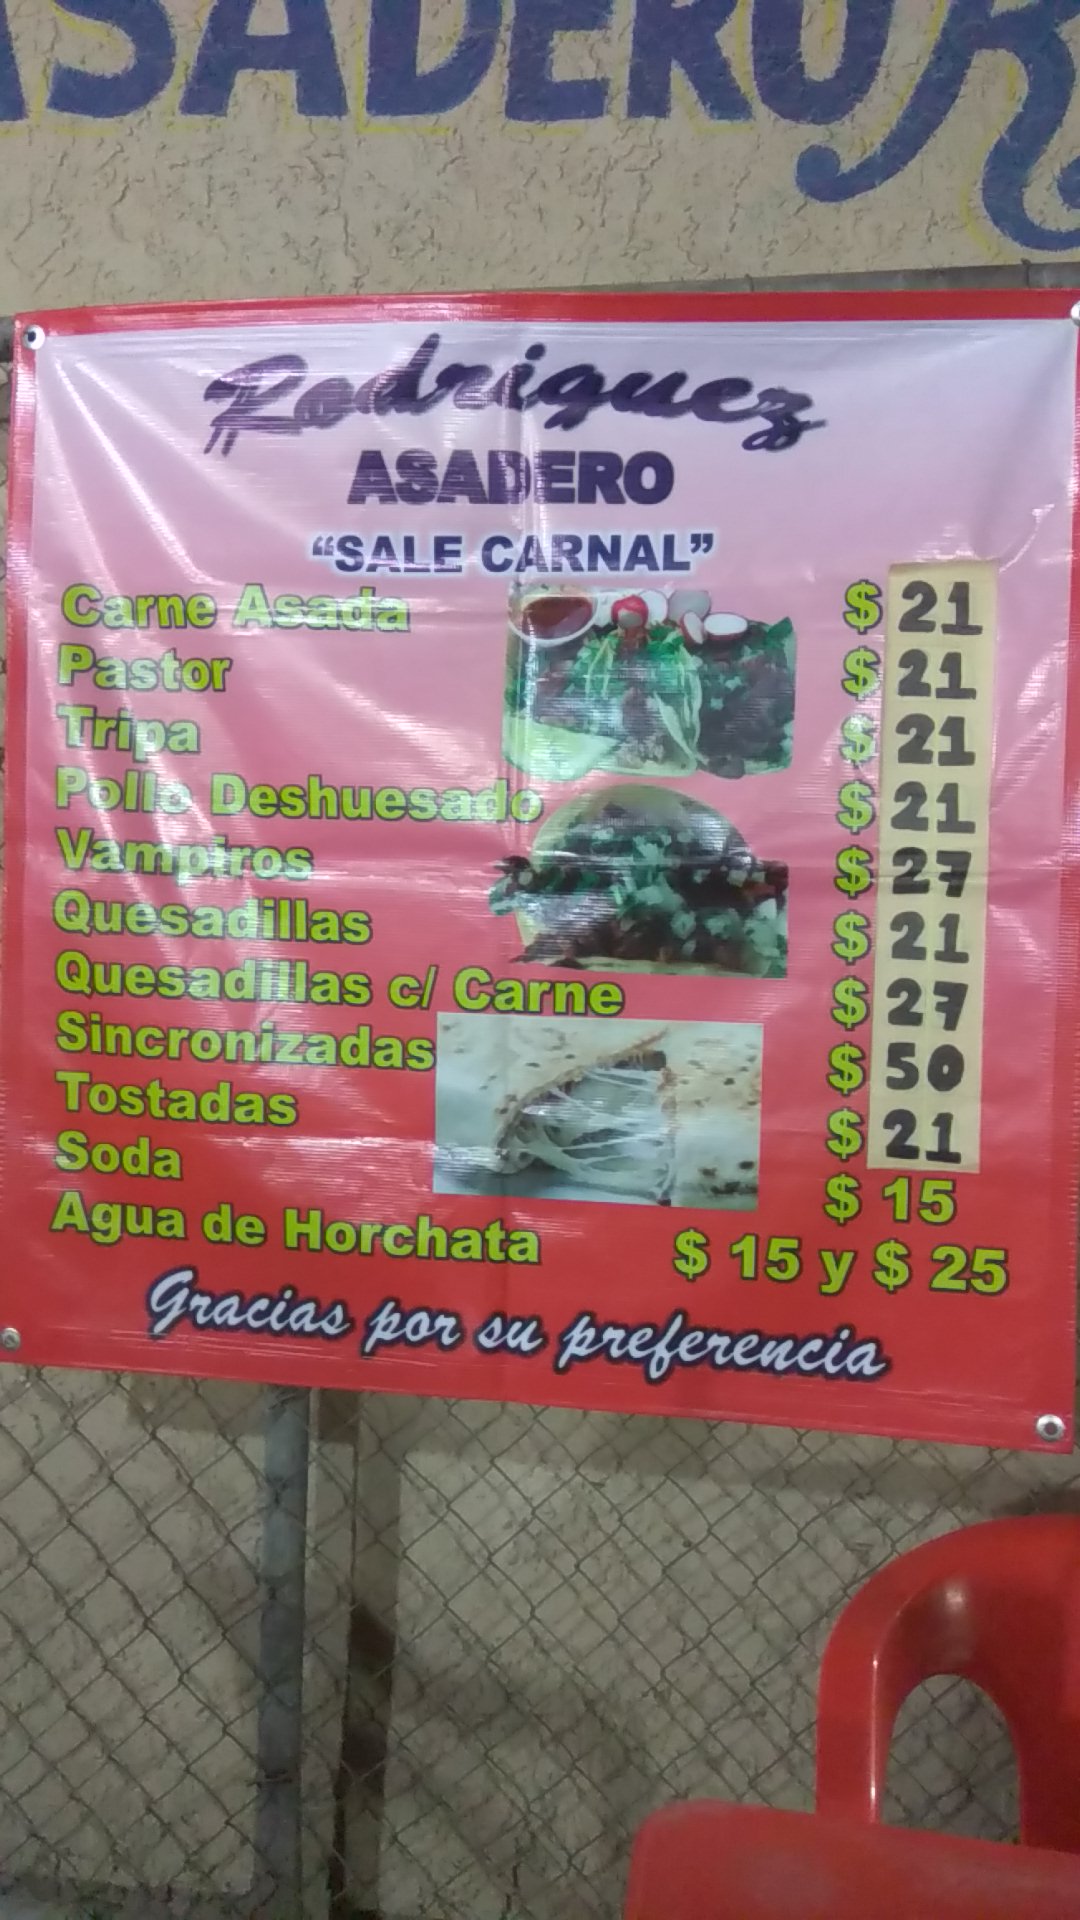 ASADERO R
Rodriguez
ASADERO
“SALE CARNAL”
Carne Asada $ 21
Pastor $ 21
Tripa $ 21
Pollo Deshuesado $ 21
Vampiros $ 27
Quesadillas $ 21
Quesadillas c/ Carne $ 27
Sincronizadas $ 50
Tostadas $ 21
Soda $ 15
Agua de Horchata $ 15 y $ 25
Gracias por su preferencia